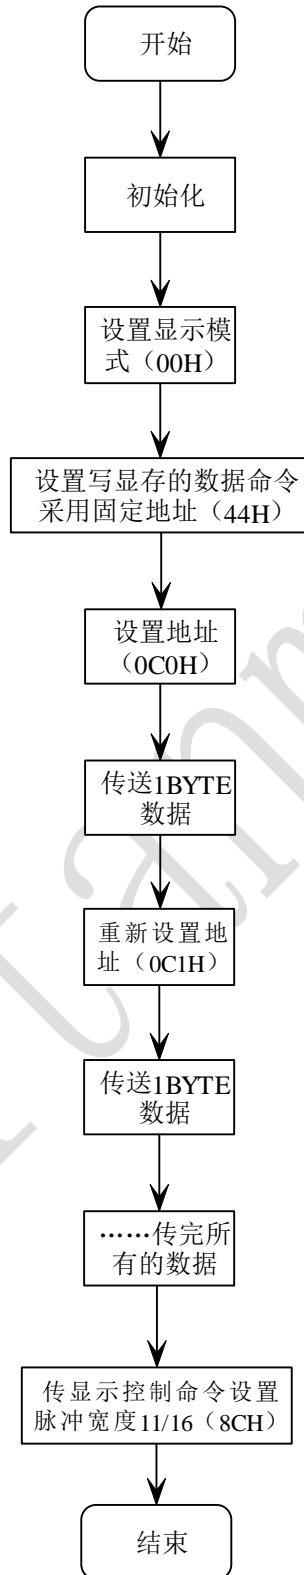 开始
初始化
设置显示模
式（00H）
设置写显存的数据命令
采用固定地址（44H）
设置地址
（0C0H）
传送1BYTE
数据
重新设置地
址（0C1H）
传送1BYTE
数据
……传完所
有的数据
传显示控制命令设置
脉冲宽度11/16（8CH）
结束